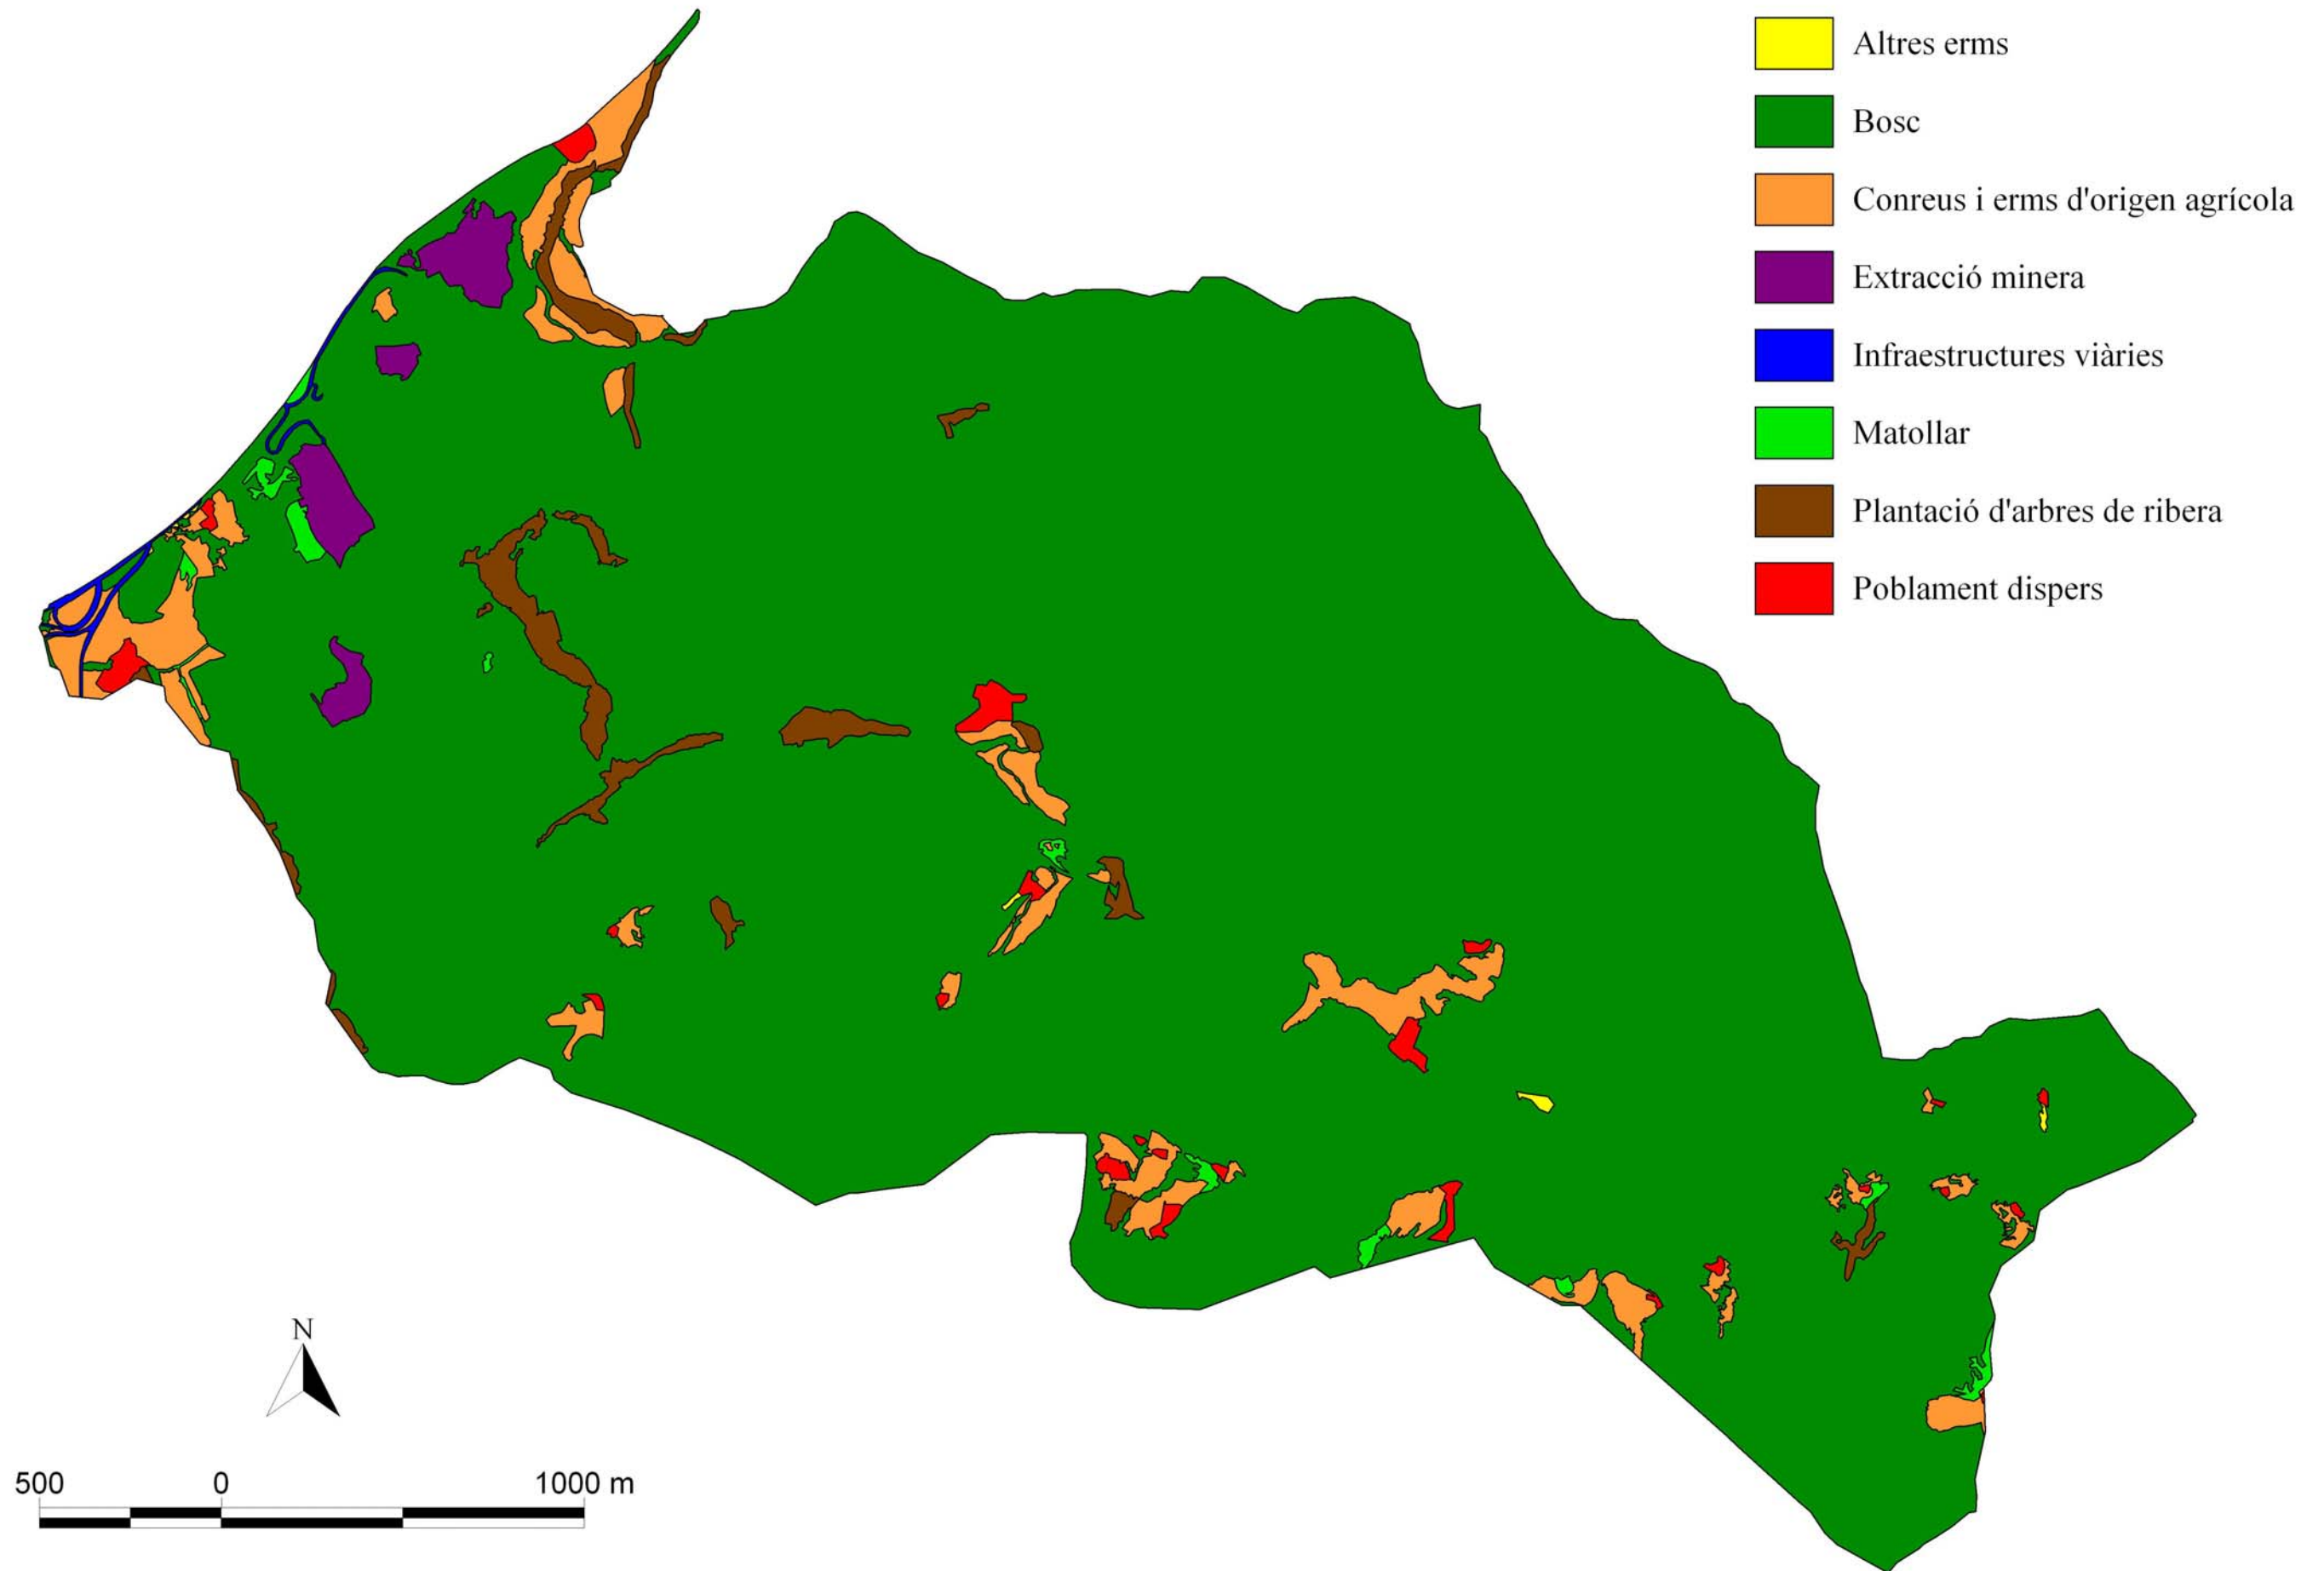 Altres erms
Bosc
Conreus i erms d'origen agrícola
Extracció minera
Infraestructures viàries
Matollar
Plantació d'arbres de ribera
Poblament dispers
N
500 0 1000 m